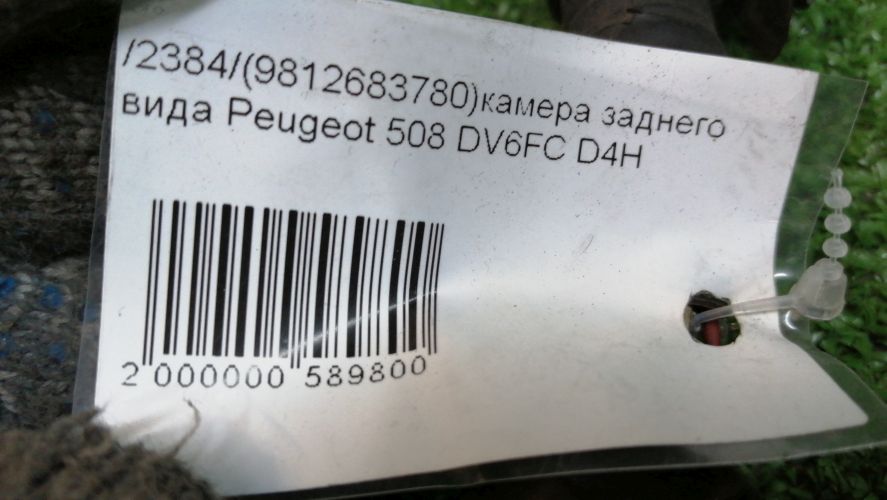 /2384/(9812683780)камера заднего
вида Peugeot 508 DV6FC D4H
2 000000 589800